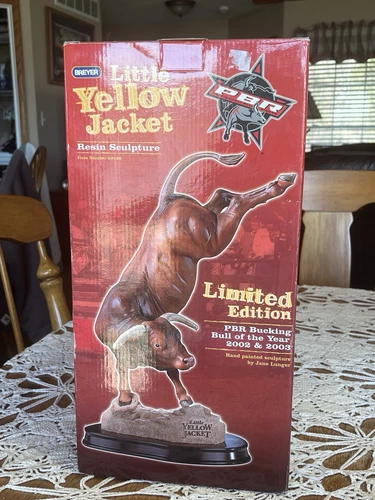 BREYER
Little
Yellow
Jacket
Resin Sculpture
PBR
Limited
Edition
PBR Bucking
Bull of the Year
2002 & 2003
Hand painted sculpture
by Jane Lunger
Little
YELLOW
JACKET